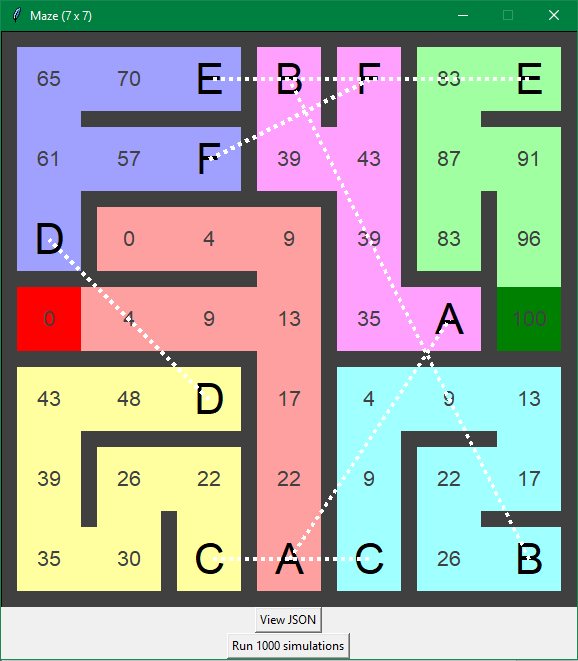 Maze (7 x 7)
65 70 E B F 83 E
61 57 F 39 43 87 91
D 0 4 9 39 83 96
0 4 9 13 35 A 100
43 48 D 17 4 9 13
39 26 22 22 9 22 17
35 30 C A C 26 B
View JSON
Run 1000 simulations